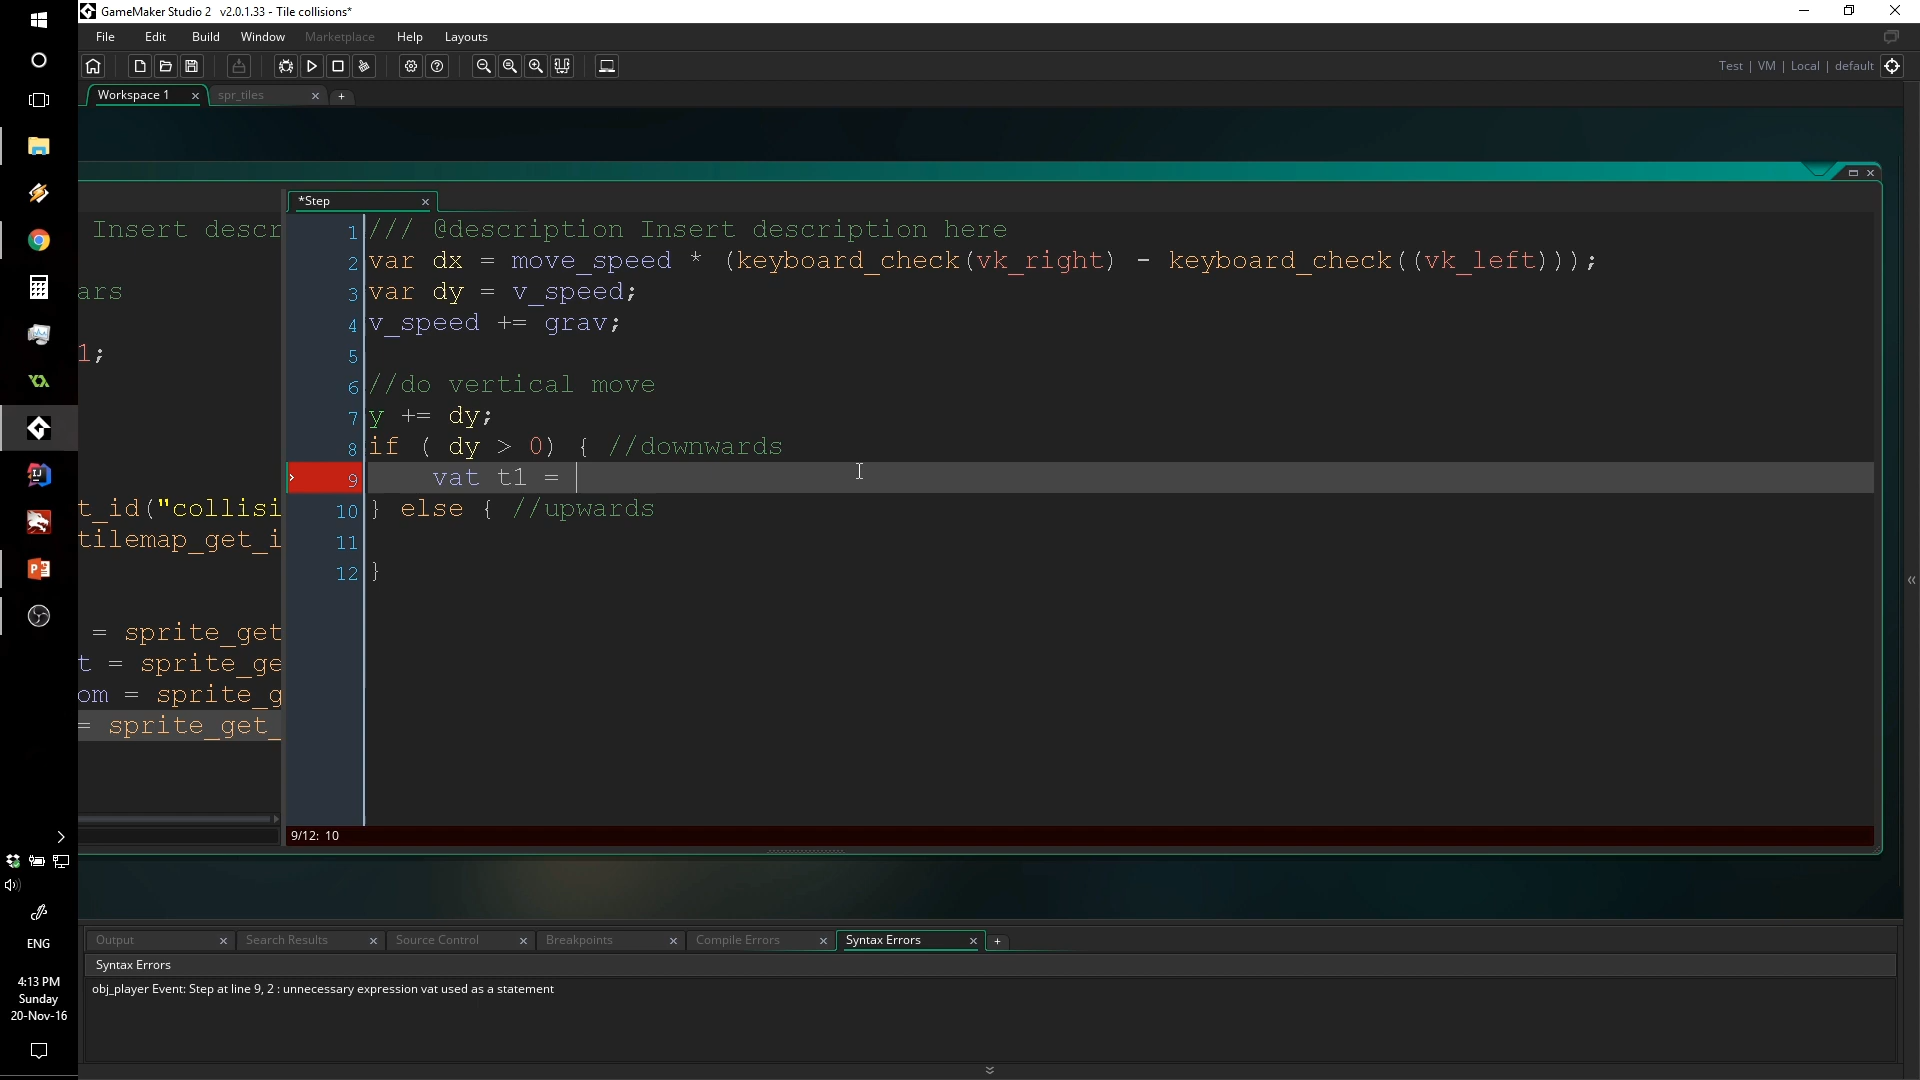 GameMaker Studio 2 v2.0.1.33 - Tile collisions*
File Edit Build Window Marketplace Help Layouts
Test | VM | Local | default
Workspace 1
spr_tiles
*Step
Insert descr
ars
1;
t_id("collisi
tilemap_get_i
= sprite_get
t = sprite_ge
om = sprite_g
= sprite_get_
1 /// @description Insert description here
2 var dx = move_speed * (keyboard_check(vk_right) - keyboard_check((vk_left)));
3 var dy = v_speed;
4 v_speed += grav;
5
6 //do vertical move
7 y += dy;
8 if ( dy > 0) { //downwards
9 vat t1 =
10 } else { //upwards
11
12 }
9/12: 10
Output
Search Results
Source Control
Breakpoints
Compile Errors
Syntax Errors
Syntax Errors
obj_player Event: Step at line 9, 2 : unnecessary expression vat used as a statement
ENG
4:13 PM
Sunday
20-Nov-16